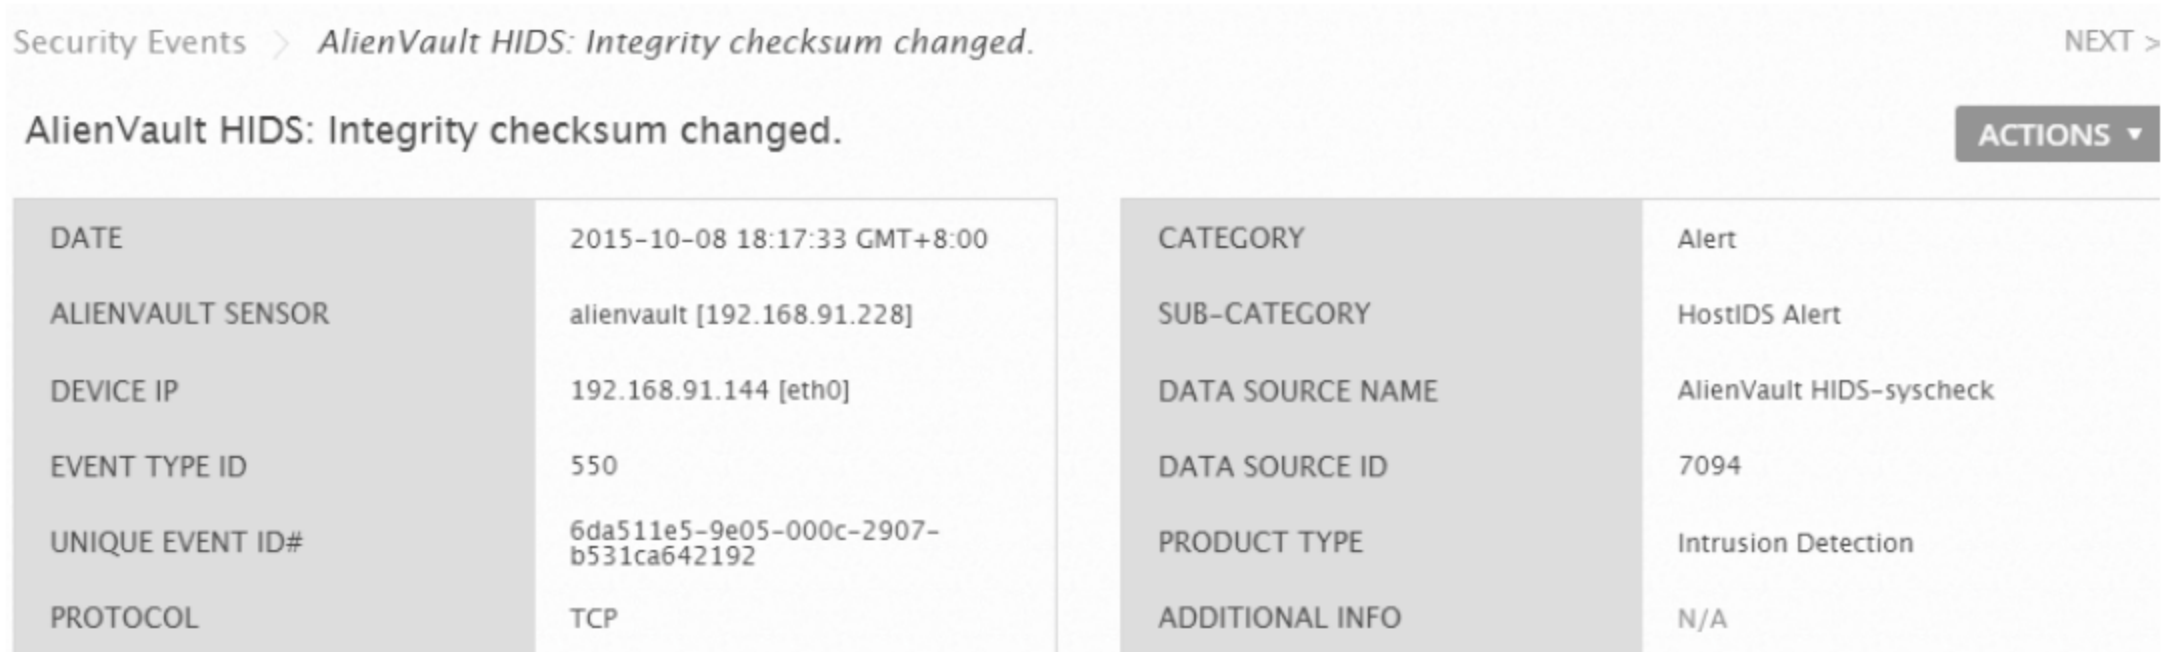 Security Events > AlienVault HIDS: Integrity checksum changed. NEXT >
AlienVault HIDS: Integrity checksum changed. ACTIONS ▼
DATE 2015-10-08 18:17:33 GMT+8:00 CATEGORY Alert
ALIENVAULT SENSOR alienvault [192.168.91.228] SUB-CATEGORY HostIDS Alert
DEVICE IP 192.168.91.144 [eth0] DATA SOURCE NAME AlienVault HIDS-syscheck
EVENT TYPE ID 550 DATA SOURCE ID 7094
UNIQUE EVENT ID# 6da511e5-9e05-000c-2907-
b531ca642192 PRODUCT TYPE Intrusion Detection
PROTOCOL TCP ADDITIONAL INFO N/A